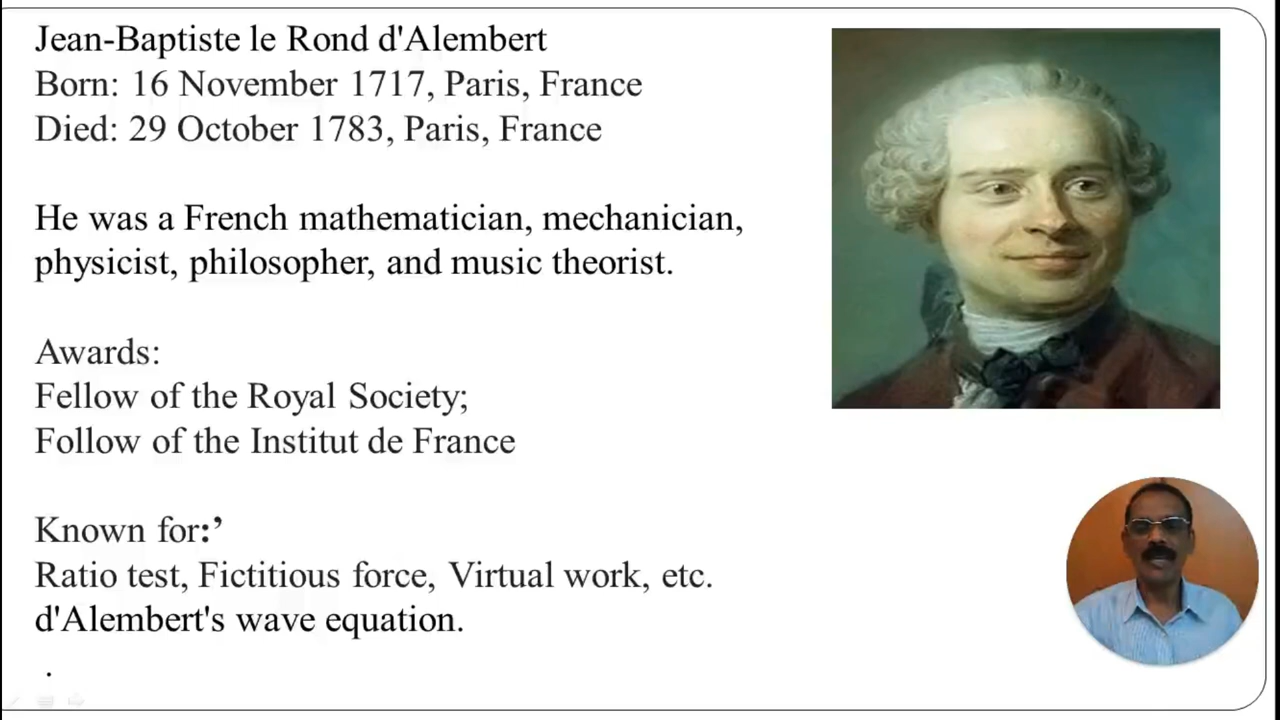 Jean-Baptiste le Rond d'Alembert
Born: 16 November 1717, Paris, France
Died: 29 October 1783, Paris, France
He was a French mathematician, mechanician,
physicist, philosopher, and music theorist.
Awards:
Fellow of the Royal Society;
Follow of the Institut de France
Known for:’
Ratio test, Fictitious force, Virtual work, etc.
d'Alembert's wave equation.
.